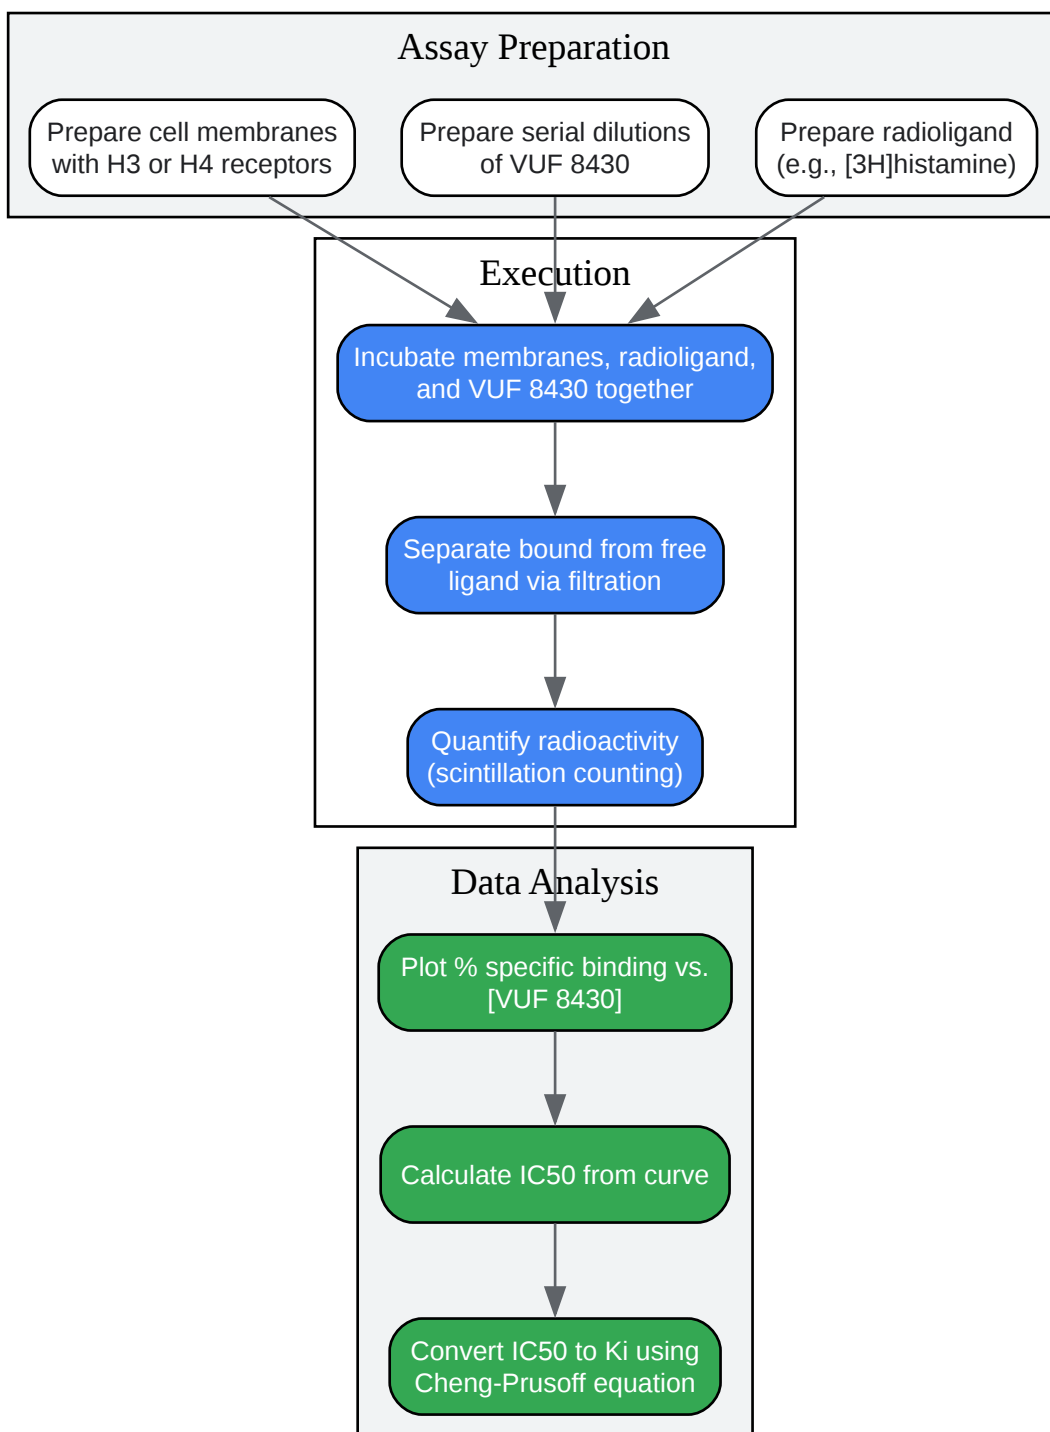 Assay Preparation
Prepare cell membranes
with H3 or H4 receptors
Prepare serial dilutions
of VUF 8430
Prepare radioligand
(e.g., [3H]histamine)
Execution
Incubate membranes, radioligand,
and VUF 8430 together
Separate bound from free
ligand via filtration
Quantify radioactivity
(scintillation counting)
Data Analysis
Plot % specific binding vs.
[VUF 8430]
Calculate IC50 from curve
Convert IC50 to Ki using
Cheng-Prusoff equation